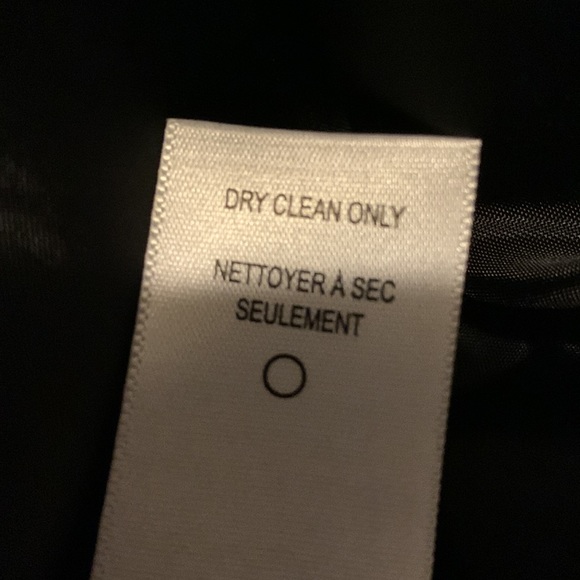 DRY CLEAN ONLY
NETTOYER À SEC
SEULEMENT